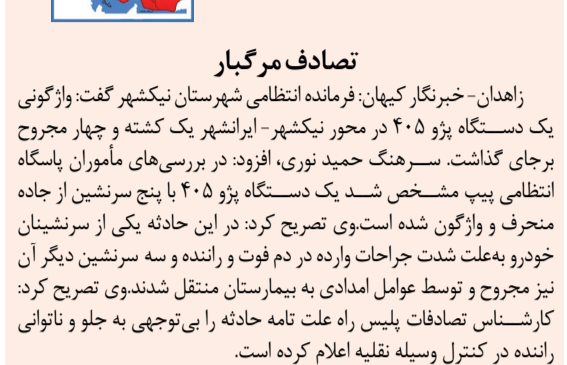 تصادف مرگبار
زاهدان- خبرنگار کیهان: فرمانده انتظامی شهرستان نیکشهر گفت: واژگونی
یک دستگاه پژو ۴۰۵ در محور نیکشهر- ایرانشهر یک کشته و چهار مجروح
برجای گذاشت. سرهنگ حمید نوری، افزود: در بررسی‌های مأموران پاسگاه
انتظامی پیپ مشخص شد یک دستگاه پژو ۴۰۵ با پنج سرنشین از جاده
منحرف و واژگون شده است.وی تصریح کرد: در این حادثه یکی از سرنشینان
خودرو به‌علت شدت جراحات وارده در دم فوت و راننده و سه سرنشین دیگر آن
نیز مجروح و توسط عوامل امدادی به بیمارستان منتقل شدند.وی تصریح کرد:
کارشناس تصادفات پلیس راه علت تامه حادثه را بی‌توجهی به جلو و ناتوانی
راننده در کنترل وسیله نقلیه اعلام کرده است.